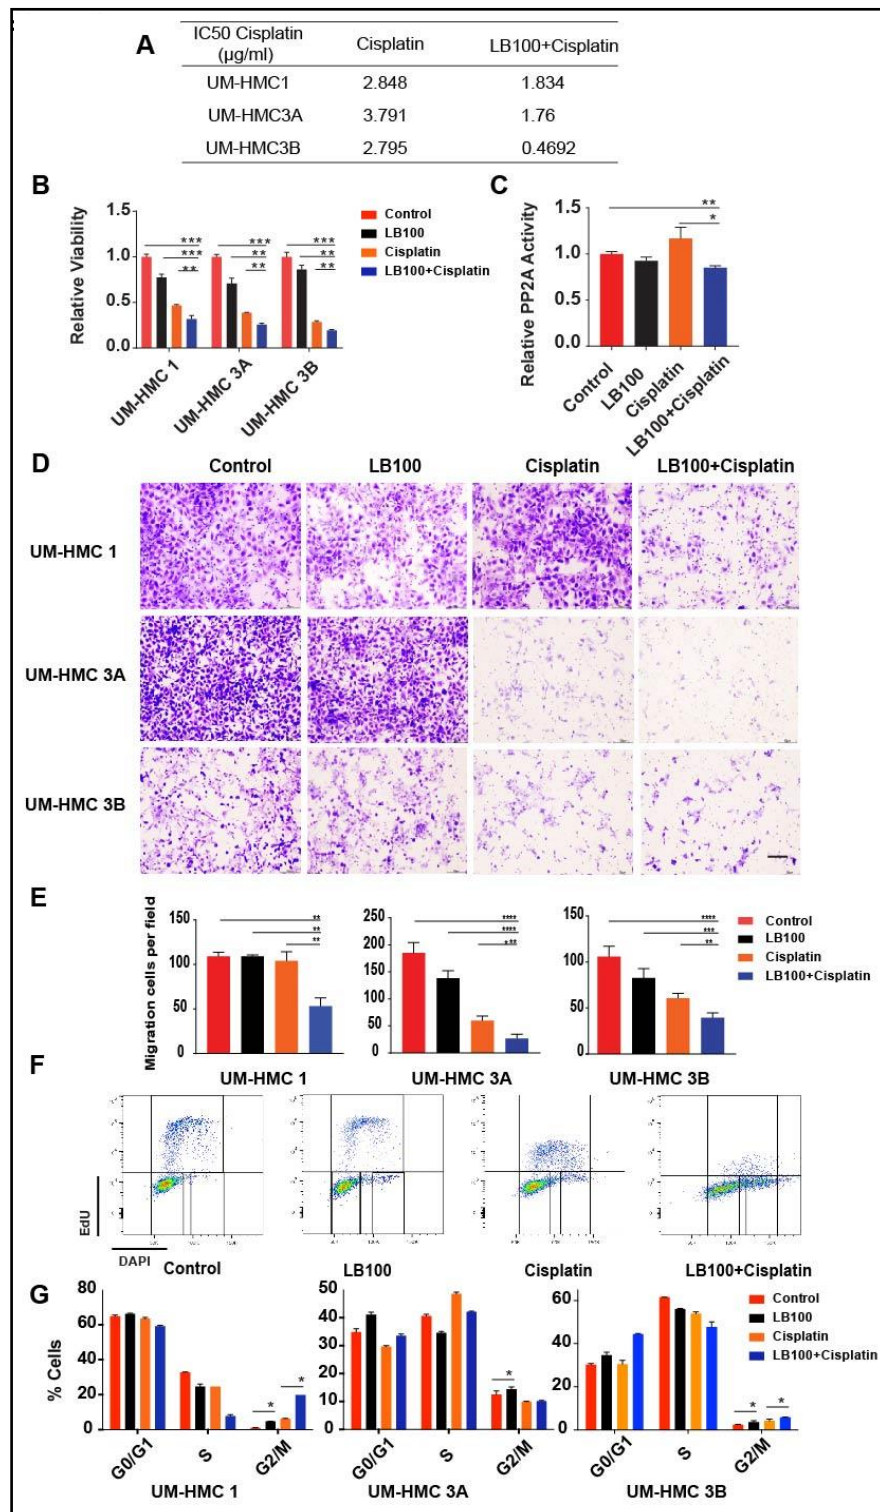 A
IC50 Cisplatin (µg/ml) Cisplatin LB100+Cisplatin
UM-HMC1 2.848 1.834
UM-HMC3A 3.791 1.76
UM-HMC3B 2.795 0.4692
B
Relative Viability
1.5
1.0
0.5
0.0
*** *** ***
*** ** **
** ** **
UM-HMC 1 UM-HMC 3A UM-HMC 3B
Control
LB100
Cisplatin
LB100+Cisplatin
C
Relative PP2A Activity
1.5
1.0
0.5
0.0
**
*
Control LB100 Cisplatin LB100+Cisplatin
D
Control LB100 Cisplatin LB100+Cisplatin
UM-HMC 1
UM-HMC 3A
UM-HMC 3B
E
Migration cells per field
150
100
50
0
**
**
**
UM-HMC 1
250
200
150
100
50
0
****
****
UM-HMC 3A
150
100
50
0
****
***
**
UM-HMC 3B
Control
LB100
Cisplatin
LB100+Cisplatin
F
EdU
DAPI
Control LB100 Cisplatin LB100+Cisplatin
G
% Cells
80
60
40
20
0
* *
G0/G1 S G2/M
UM-HMC 1
50
40
30
20
10
0
*
G0/G1 S G2/M
UM-HMC 3A
60
40
20
0
* *
G0/G1 S G2/M
UM-HMC 3B
Control
LB100
Cisplatin
LB100+Cisplatin